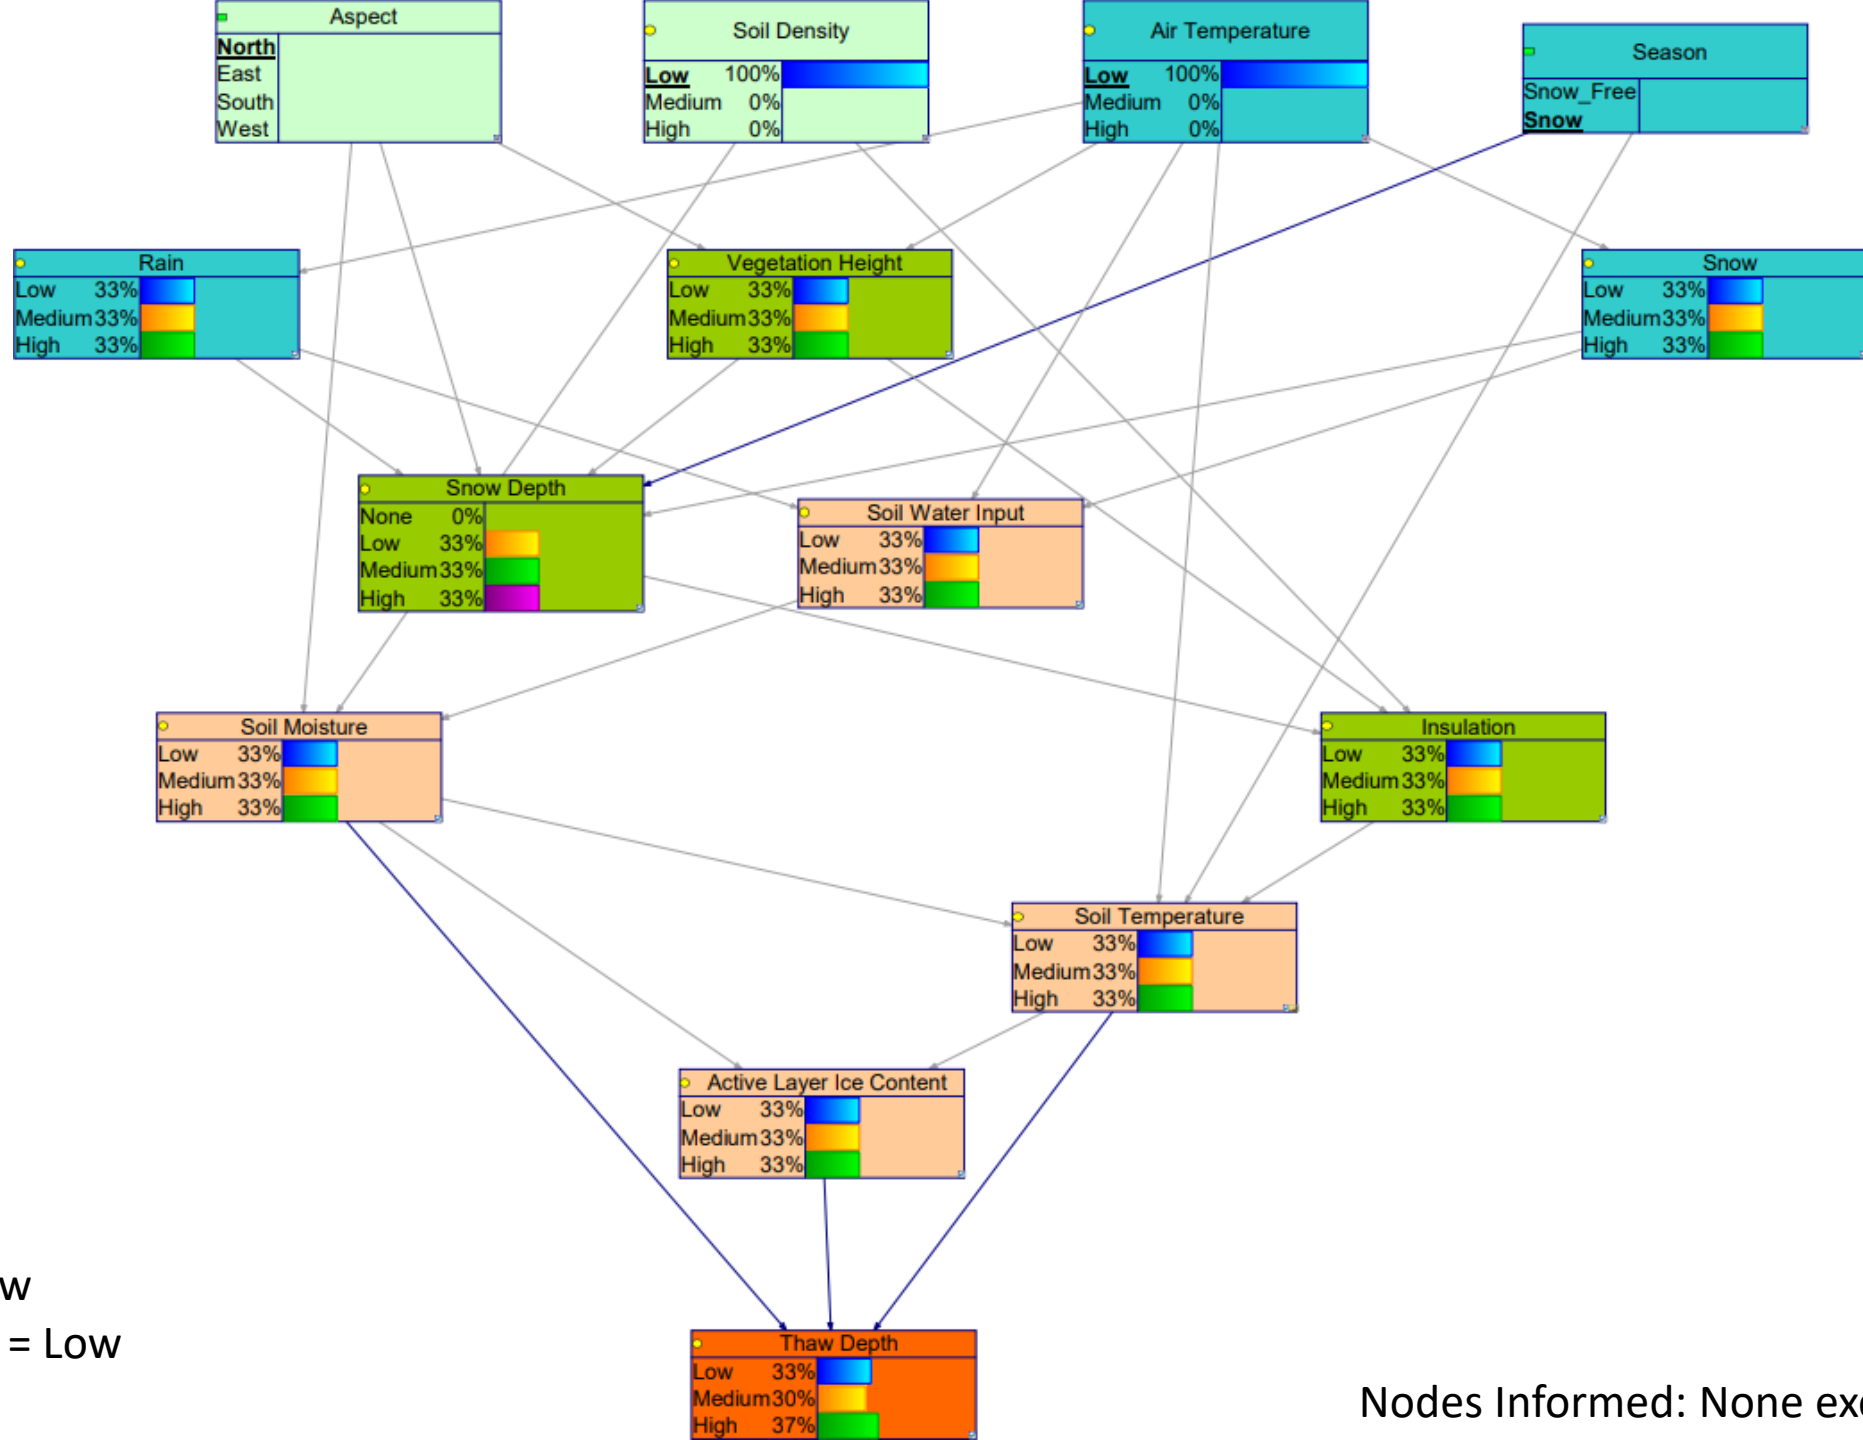 Aspect
North
East
South
West
Soil Density
Low 100%
Medium 0%
High 0%
Air Temperature
Low 100%
Medium 0%
High 0%
Season
Snow_Free
Snow
Rain
Low 33%
Medium 33%
High 33%
Vegetation Height
Low 33%
Medium 33%
High 33%
Snow
Low 33%
Medium 33%
High 33%
Snow Depth
None 0%
Low 33%
Medium 33%
High 33%
Soil Water Input
Low 33%
Medium 33%
High 33%
Soil Moisture
Low 33%
Medium 33%
High 33%
Insulation
Low 33%
Medium 33%
High 33%
Soil Temperature
Low 33%
Medium 33%
High 33%
Active Layer Ice Content
Low 33%
Medium 33%
High 33%
w
= Low
Thaw Depth
Low 33%
Medium 30%
High 37%
Nodes Informed: None exc